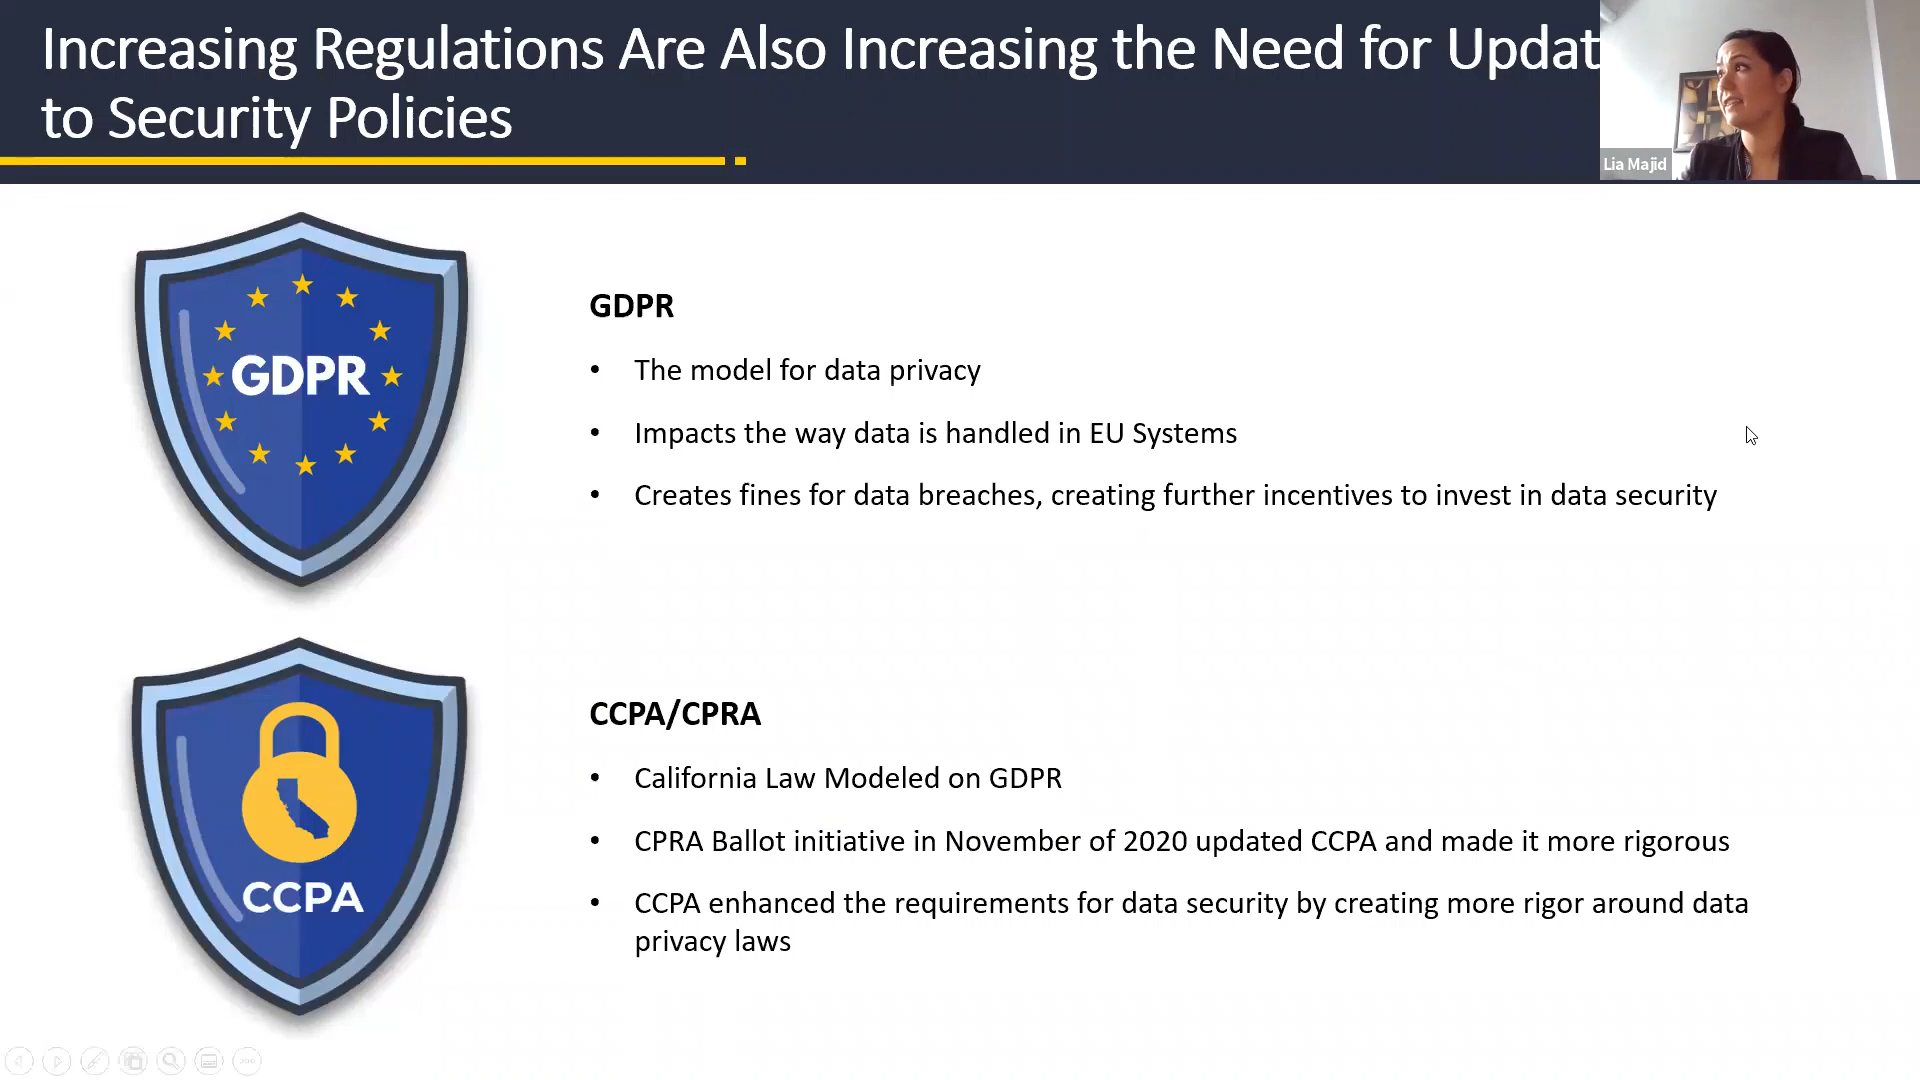 Increasing Regulations Are Also Increasing the Need for Updat
to Security Policies
Lia Majid
GDPR
GDPR
• The model for data privacy
• Impacts the way data is handled in EU Systems
• Creates fines for data breaches, creating further incentives to invest in data security
CCPA
CCPA/CPRA
• California Law Modeled on GDPR
• CPRA Ballot initiative in November of 2020 updated CCPA and made it more rigorous
• CCPA enhanced the requirements for data security by creating more rigor around data
privacy laws